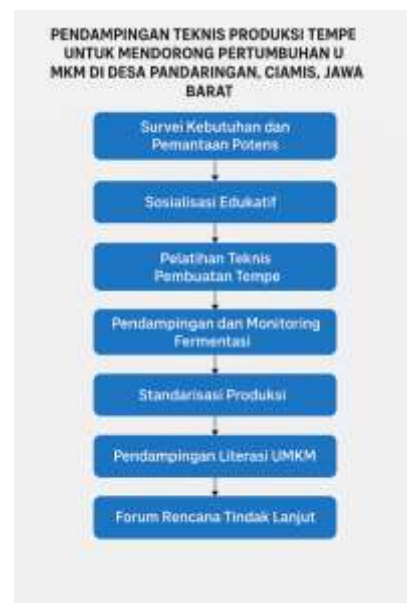 PENDAMPINGAN TEKNIS PRODUKSI TEMPE
UNTUK MENDORONG PERTUMBUHAN U
MKM DI DESA PANDARINGAN, CIAMIS, JAWA
BARAT
Survei Kebutuhan dan
Pemantaan Potens
Sosialisasi Edukatif
Pelatihan Teknis
Pembuatan Tempe
Pendampingan dan Monitoring
Fermentasi
Standarisasi Produksi
Pendampingan Literasi UMKM
Forum Rencana Tindak Lanjut